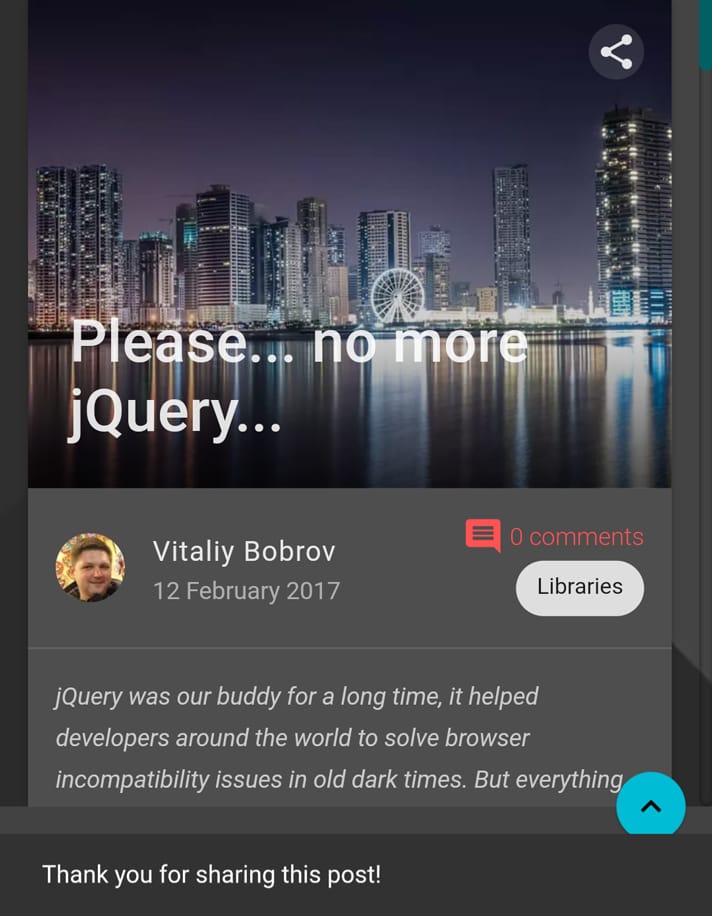 Please... no more
jQuery...
Vitaliy Bobrov
12 February 2017
0 comments
Libraries
jQuery was our buddy for a long time, it helped
developers around the world to solve browser
incompatibility issues in old dark times. But everything
Thank you for sharing this post!